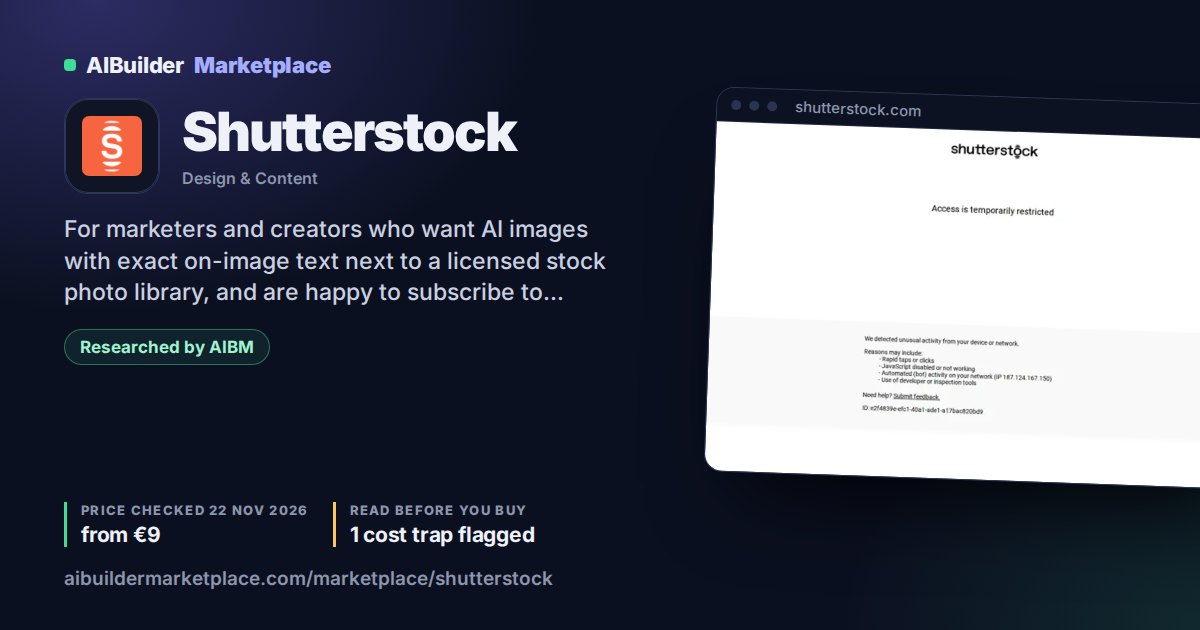 AIBuilder Marketplace
S
Shutterstock
Design & Content
For marketers and creators who want AI images
with exact on-image text next to a licensed stock
photo library, and are happy to subscribe to...
Researched by AIBM
PRICE CHECKED 22 NOV 2026
from €9
READ BEFORE YOU BUY
1 cost trap flagged
aibuildermarketplace.com/marketplace/shutterstock
shutterstock.com
shutterstock
Access is temporarily restricted
We detected unusual activity from your device or network.
Reasons may include:
- Rapid taps or clicks
- JavaScript disabled or not working
- Automated (bot) activity on your network (IP 187.124.167.150)
- Use of developer or inspection tools
Need help? Submit feedback.
ID: e2f4839e-efc1-40a1-ade1-a17bac820bd9